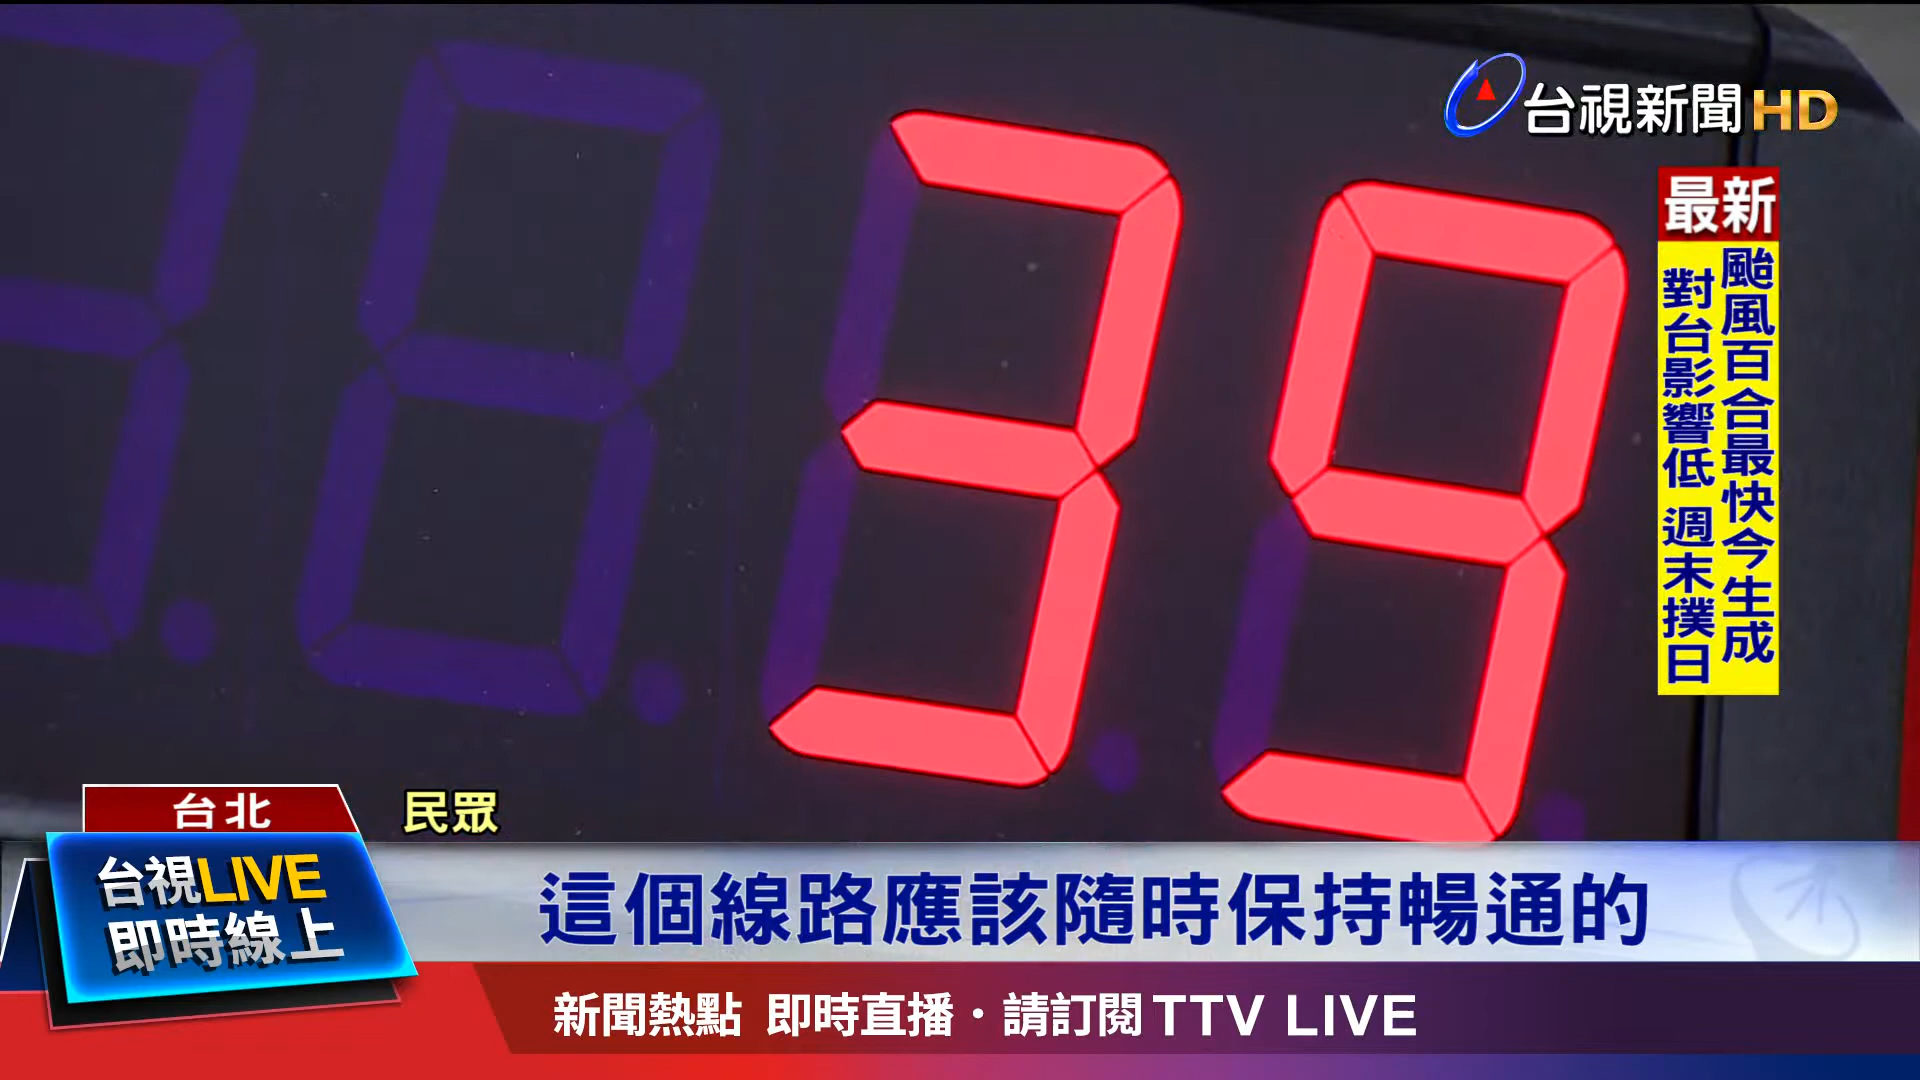 台視新聞HD
最新
颱風百合最快今生成
對台影響低 週末撲日
39
台北
民眾
台視LIVE
即時線上
這個線路應該隨時保持暢通的
新聞熱點 即時直播・請訂閱TTV LIVE